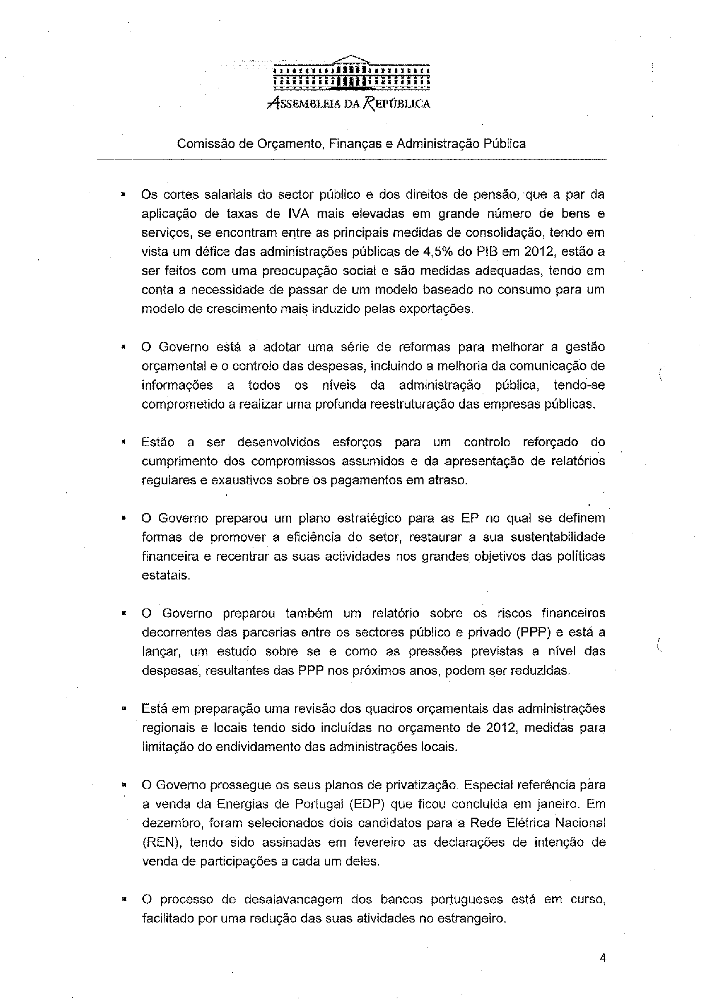 ASSEMBLEIA DA REPÚBLICA
Comissão de Orçamento, Finanças e Administração Pública
▪ Os cortes salariais do sector público e dos direitos de pensão, que a par da
aplicação de taxas de IVA mais elevadas em grande número de bens e
serviços, se encontram entre as principais medidas de consolidação, tendo em
vista um défice das administrações públicas de 4,5% do PIB em 2012, estão a
ser feitos com uma preocupação social e são medidas adequadas, tendo em
conta a necessidade de passar de um modelo baseado no consumo para um
modelo de crescimento mais induzido pelas exportações.
▪ O Governo está a adotar uma série de reformas para melhorar a gestão
orçamental e o controlo das despesas, incluindo a melhoria da comunicação de
informações a todos os níveis da administração pública, tendo-se
comprometido a realizar uma profunda reestruturação das empresas públicas.
▪ Estão a ser desenvolvidos esforços para um controlo reforçado do
cumprimento dos compromissos assumidos e da apresentação de relatórios
regulares e exaustivos sobre os pagamentos em atraso.
▪ O Governo preparou um plano estratégico para as EP no qual se definem
formas de promover a eficiência do setor, restaurar a sua sustentabilidade
financeira e recentrar as suas actividades nos grandes objetivos das políticas
estatais.
▪ O Governo preparou também um relatório sobre os riscos financeiros
decorrentes das parcerias entre os sectores público e privado (PPP) e está a
lançar, um estudo sobre se e como as pressões previstas a nível das
despesas, resultantes das PPP nos próximos anos, podem ser reduzidas.
▪ Está em preparação uma revisão dos quadros orçamentais das administrações
regionais e locais tendo sido incluídas no orçamento de 2012, medidas para
limitação do endividamento das administrações locais.
▪ O Governo prossegue os seus planos de privatização. Especial referência para
a venda da Energias de Portugal (EDP) que ficou concluída em janeiro. Em
dezembro, foram selecionados dois candidatos para a Rede Elétrica Nacional
(REN), tendo sido assinadas em fevereiro as declarações de intenção de
venda de participações a cada um deles.
▪ O processo de desalavancagem dos bancos portugueses está em curso,
facilitado por uma redução das suas atividades no estrangeiro.
4